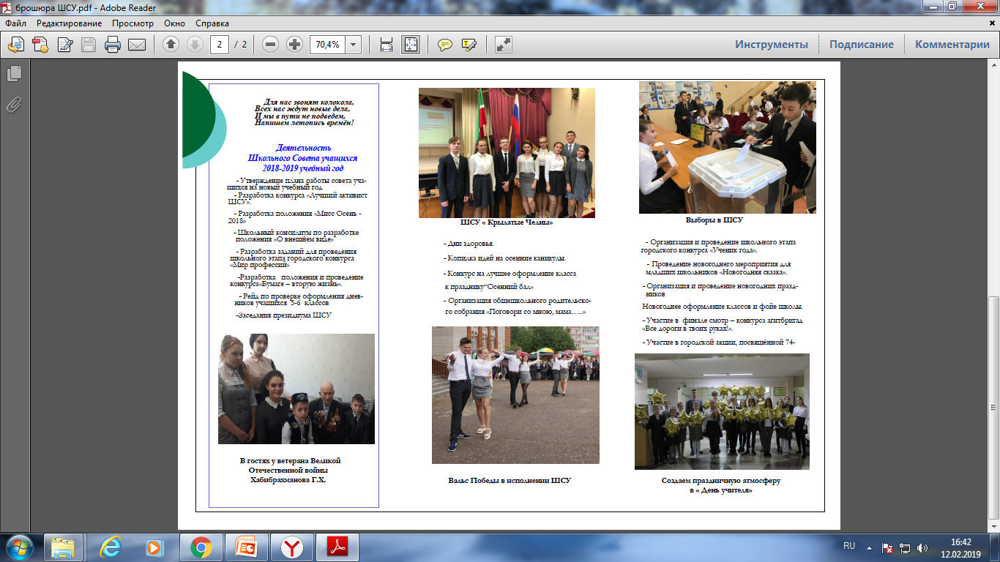 брошюра ШСУ.pdf - Adobe Reader
Файл Редактирование Просмотр Окно Справка
2 / 2 70,4% Инструменты Подписание Комментарии
Для нас звонят колокола,
Всех нас ждут новые дела,
И мы в пути не подведем,
Напишем летопись времён!
Деятельность
Школьного Совета учащихся
2018-2019 учебный год
- Утверждение плана работы совета уча-
щихся на новый учебный год
- Разработка конкурса «Лучший активист
ШСУ».
- Разработка положения «Мисс Осень -
2018»
- Школьный консилиум по разработке
положения «О внешнем виде»
- Разработка заданий для проведения
школьного этапа городского конкурса
«Мир профессий»
-Разработка положения и проведение
конкурса«Бумаге – вторую жизнь».
- Рейд по проверке оформления днев-
ников учащихся 5-6 классов
-Заседания президиума ШСУ
В гостях у ветерана Великой
Отечественной войны
Хабибрахманова Г.Х.
ШСУ « Крылатые Челны»
- Дни здоровья.
- Копилка идей на осенние каникулы.
- Конкурс на лучшее оформление класса
к празднику“Осенний бал»
- Организация общешкольного родительско-
го собрания «Поговори со мною, мама…..»
Вальс Победы в исполнении ШСУ
Выборы в ШСУ
- Организация и проведение школьного этапа
городского конкурса «Ученик года».
- Проведение новогоднего мероприятия для
младших школьников «Новогодняя сказка».
- Организация и проведение новогодних празд-
ников
Новогоднее оформление классов и фойе школы.
- Участие в финале смотр – конкурса агитбригад
«Все дороги в твоих руках!».
- Участие в городской акции, посвящённой 74-
Создаем праздничную атмосферу
в « День учителя»
RU
16:42
12.02.2019